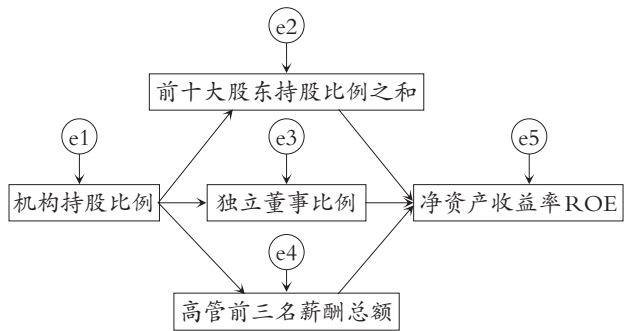 e2
前十大股东持股比例之和
e1
e3
e5
机构持股比例
独立董事比例
净资产收益率ROE
e4
高管前三名薪酬总额